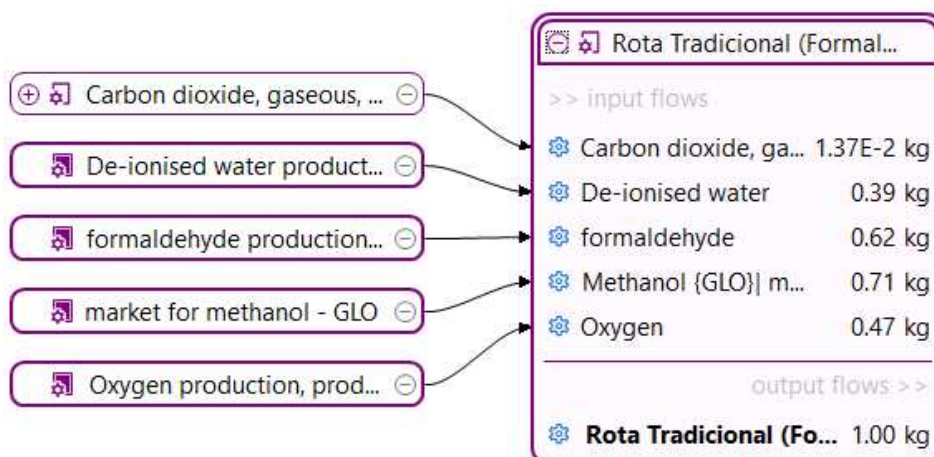 Carbon dioxide, gaseous, ...
De-ionised water product...
formaldehyde production...
market for methanol - GLO
Oxygen production, prod...
Rota Tradicional (Formal...
>> input flows
Carbon dioxide, ga... 1.37E-2 kg
De-ionised water 0.39 kg
formaldehyde 0.62 kg
Methanol {GLO}| m... 0.71 kg
Oxygen 0.47 kg
output flows >>
Rota Tradicional (Fo... 1.00 kg